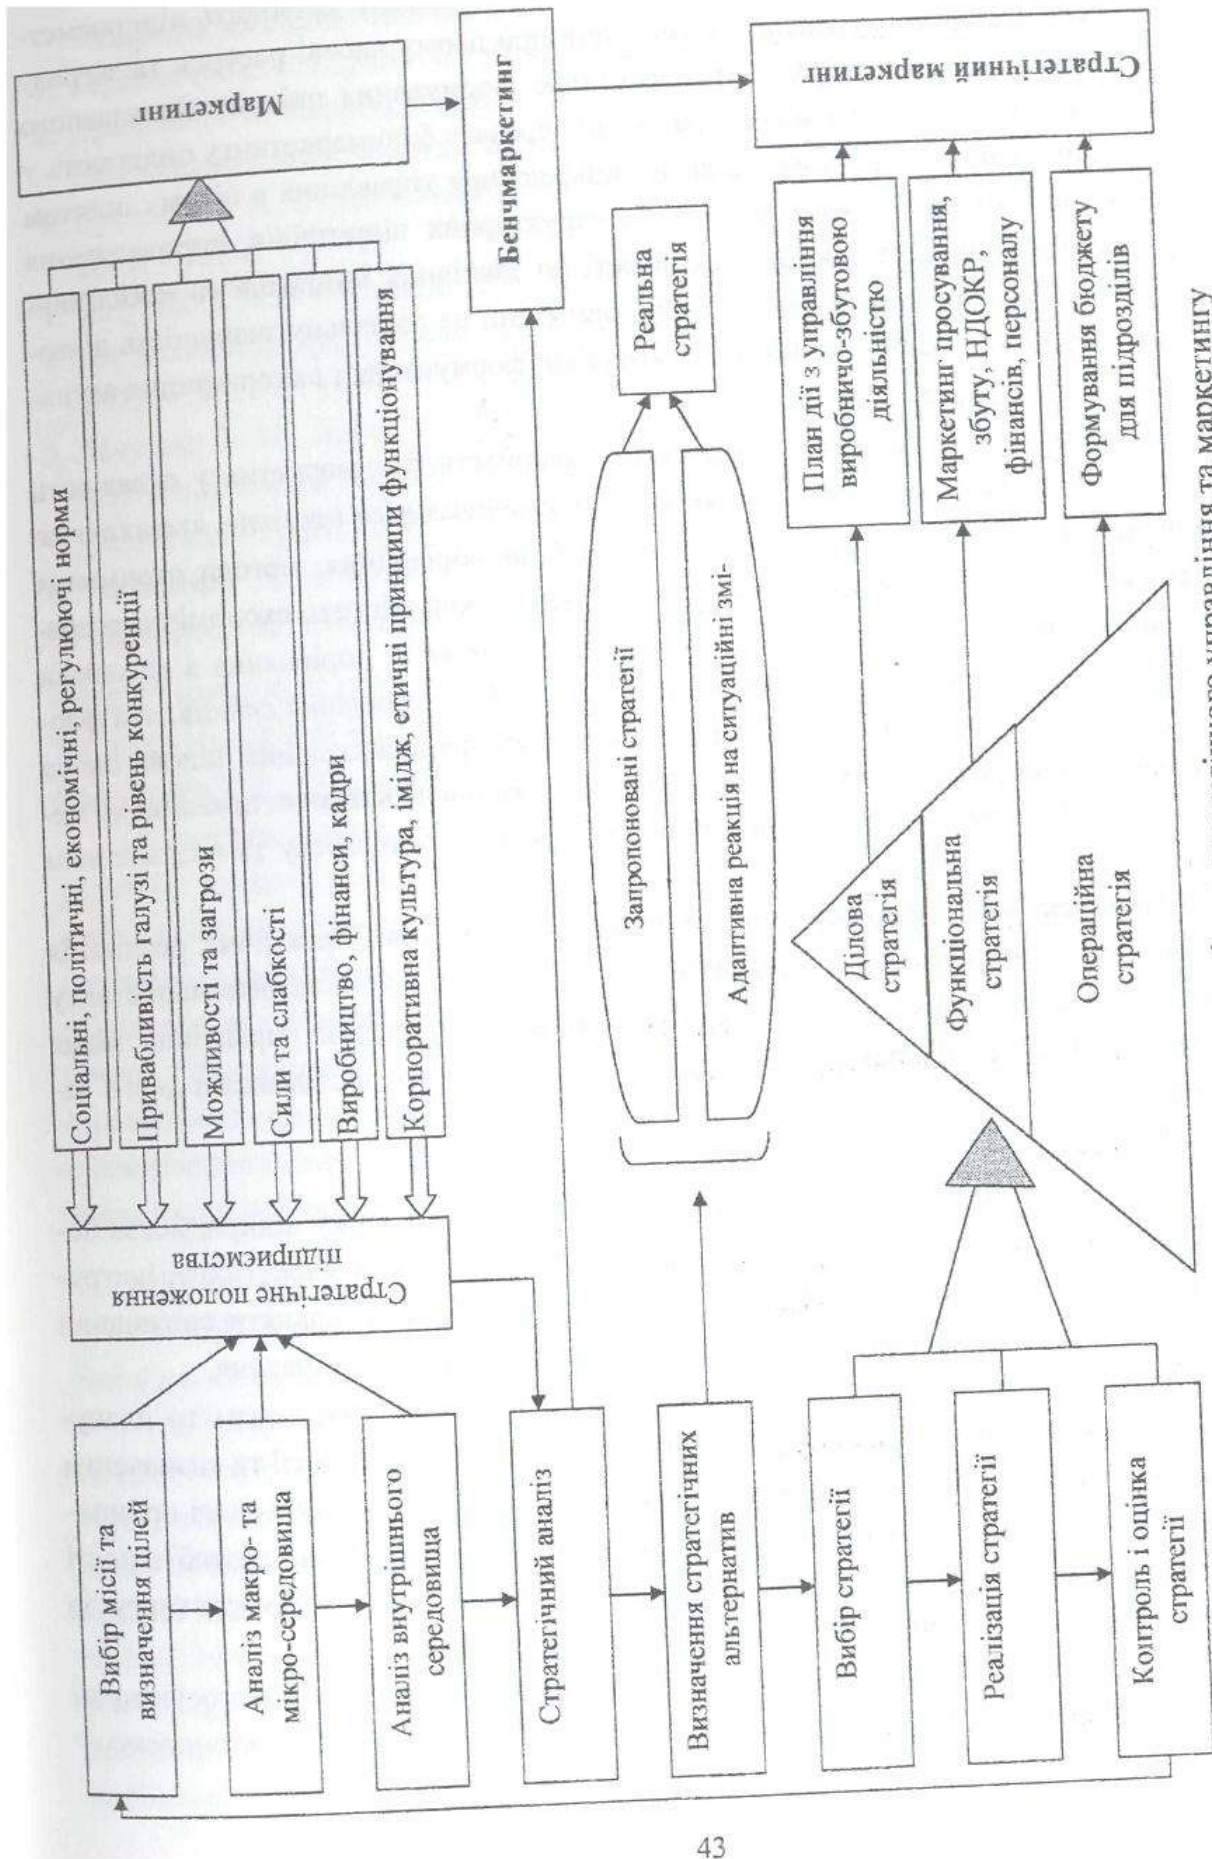 Вибір місії та
визначення цілей
Аналіз макро- та
мікро-середовища
Аналіз внутрішнього
середовища
Стратегічний аналіз
Визначення стратегічних
альтернатив
Вибір стратегії
Реалізація стратегії
Контроль і оцінка
стратегії
Стратегічне положення
підприємства
Соціальні, політичні, економічні, регулюючі норми
Привабливість галузі та рівень конкуренції
Можливості та загрози
Сили та слабкості
Виробництво, фінанси, кадри
Корпоративна культура, імідж, етичні принципи функціонування
Маркетинг
Бенчмаркетинг
Запропоновані стратегії
Адаптивна реакція на ситуаційні змі-
Реальна
стратегія
Ділова
стратегія
Функціональна
стратегія
Операційна
стратегія
План дії з управління
виробничо-збутовою
діяльністю
Маркетинг просування,
збуту, НДОКР,
фінансів, персоналу
Формування бюджету
для підрозділів
Стратегічний маркетинг
управління та маркетингу
43